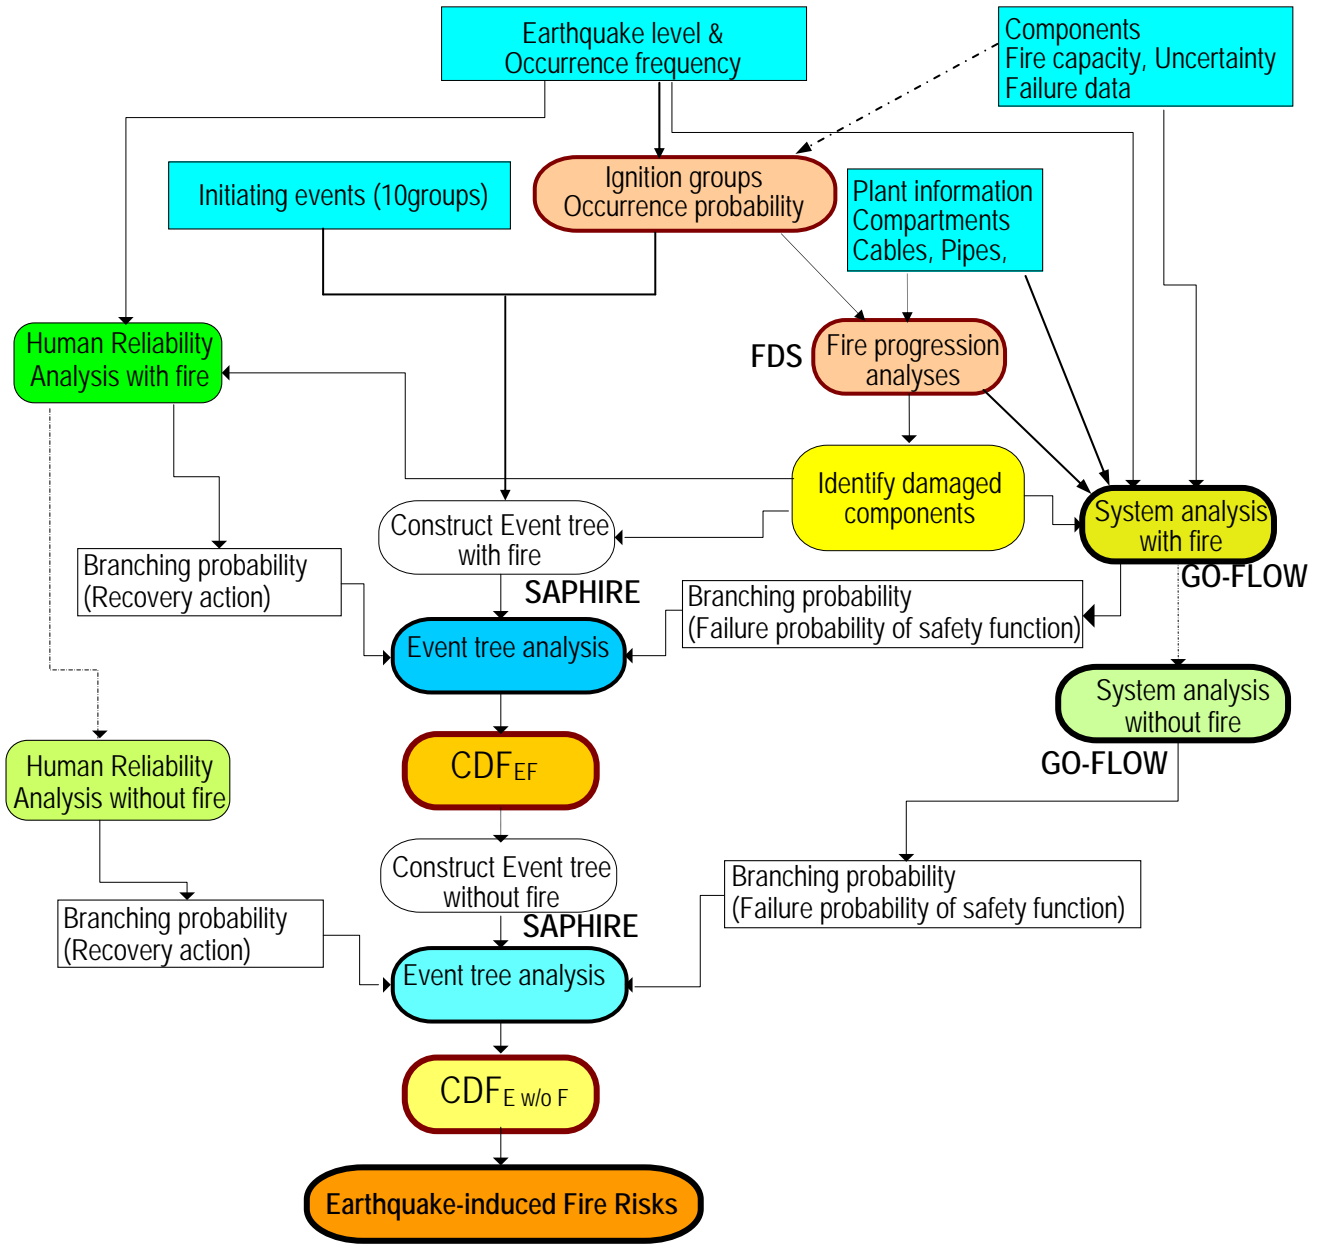 Earthquake level &
Occurrence frequency
Components
Fire capacity, Uncertainty
Failure data
Initiating events (10groups)
Ignition groups
Occurrence probability
Plant information
Compartments
Cables, Pipes,
Human Reliability
Analysis with fire
FDS
Fire progression
analyses
Identify damaged
components
Construct Event tree
with fire
System analysis
with fire
GO-FLOW
Branching probability
(Recovery action)
SAPHIRE
Branching probability
(Failure probability of safety function)
Event tree analysis
System analysis
without fire
GO-FLOW
CDFEF
Human Reliability
Analysis without fire
Construct Event tree
without fire
Branching probability
(Failure probability of safety function)
Branching probability
(Recovery action)
SAPHIRE
Event tree analysis
CDFE w/o F
Earthquake-induced Fire Risks